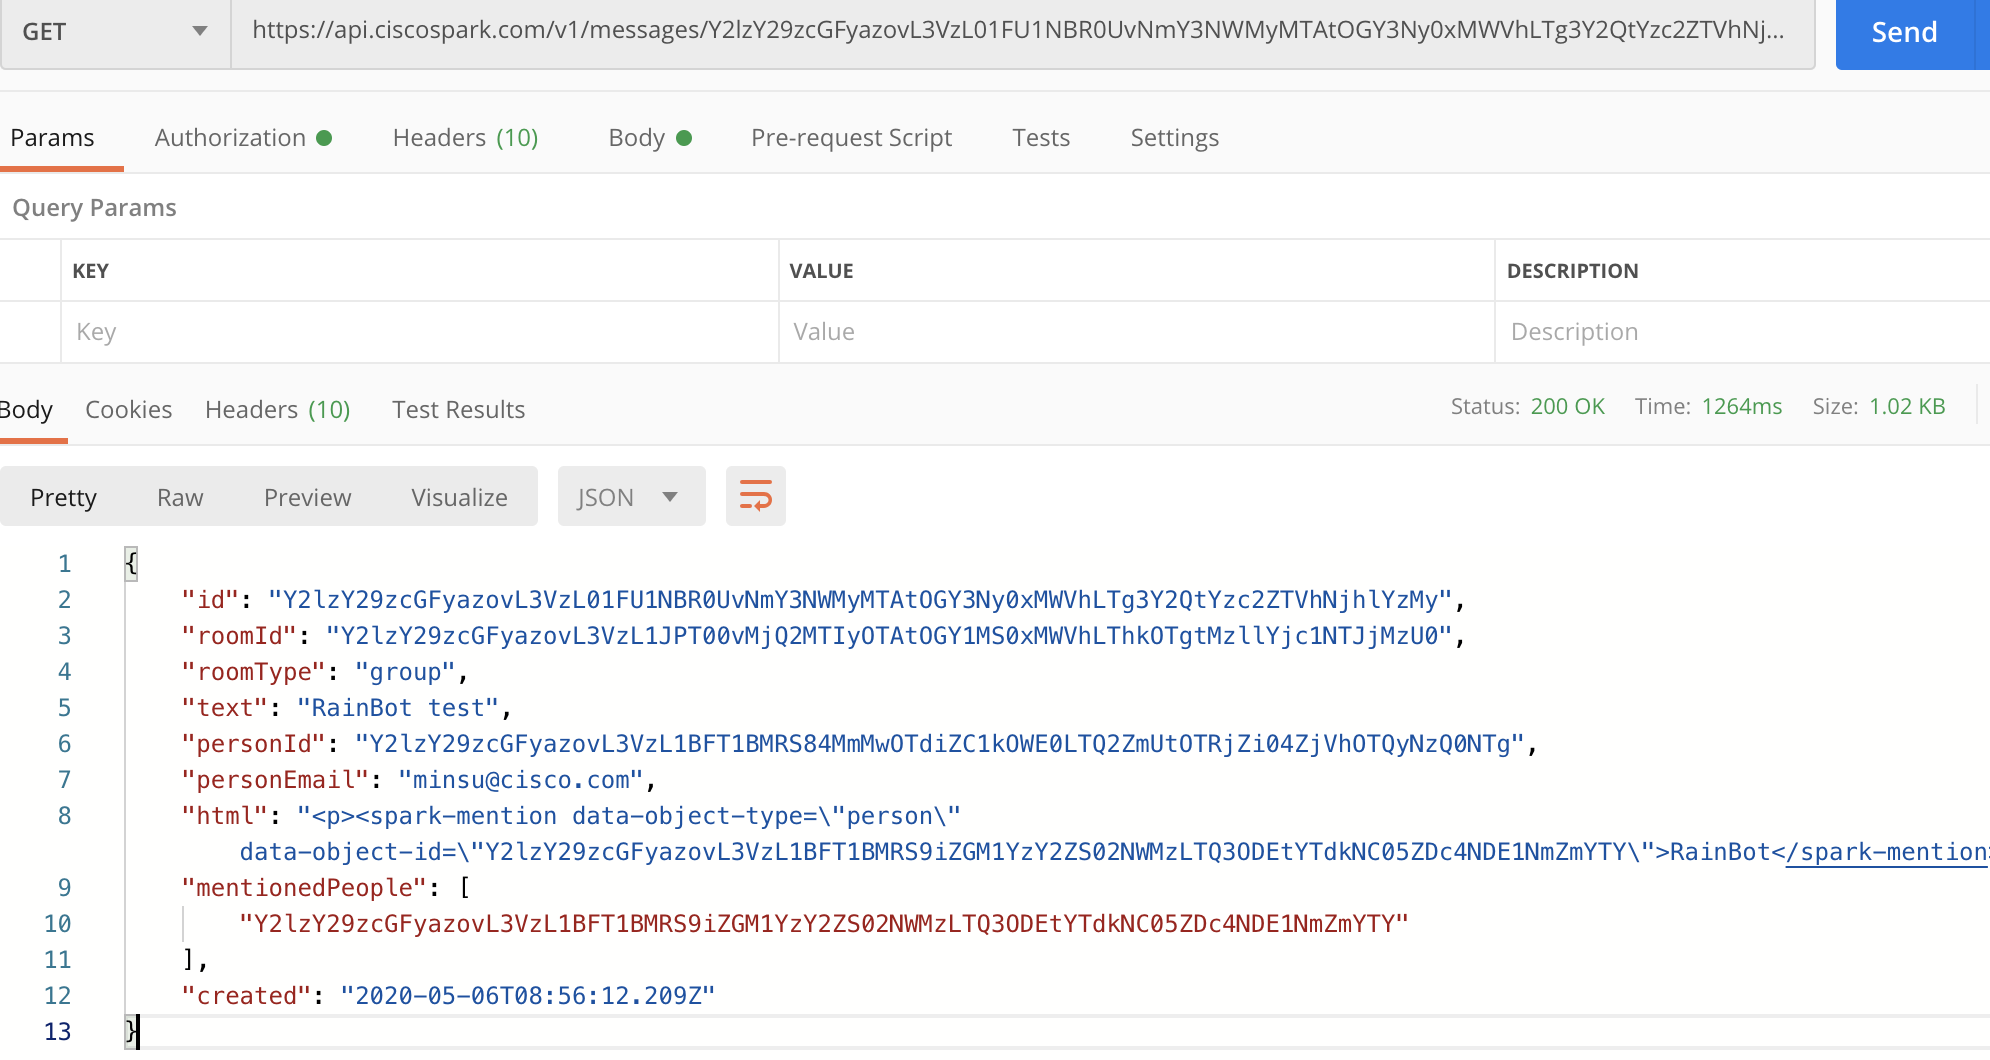 GET https://api.ciscospark.com/v1/messages/Y2lzY29zcGFyazovL3VzL01FU1NBR0UvNmY3NWMyMTAtOGY3Ny0xMWVhLTg3Y2QtYzc2ZTVhNj... Send
Params Authorization Headers (10) Body Pre-request Script Tests Settings
Query Params
KEY VALUE DESCRIPTION
Key Value Description
Body Cookies Headers (10) Test Results Status: 200 OK Time: 1264ms Size: 1.02 KB
Pretty Raw Preview Visualize JSON
1 {
2 "id": "Y2lzY29zcGFyazovL3VzL01FU1NBR0UvNmY3NWMyMTAtOGY3Ny0xMWVhLTg3Y2QtYzc2ZTVhNjhlYzMy",
3 "roomId": "Y2lzY29zcGFyazovL3VzL1JPT00vMjQ2MTIyOTAtOGY1MS0xMWVhLThkOTgtMzllYjc1NTJjMzU0",
4 "roomType": "group",
5 "text": "RainBot test",
6 "personId": "Y2lzY29zcGFyazovL3VzL1BFT1BMRS84MmMwOTdiZC1kOWE0LTQ2ZmUtOTRjZi04ZjVhOTQyNzQ0NTg",
7 "personEmail": "minsu@cisco.com",
8 "html": "<p><spark-mention data-object-type=\"person\"
data-object-id=\"Y2lzY29zcGFyazovL3VzL1BFT1BMRS9iZGM1YzY2ZS02NWMzLTQ3ODEtYTdkNC05ZDc4NDE1NmZmYTY\">RainBot</spark-mention>
9 "mentionedPeople": [
10 "Y2lzY29zcGFyazovL3VzL1BFT1BMRS9iZGM1YzY2ZS02NWMzLTQ3ODEtYTdkNC05ZDc4NDE1NmZmYTY"
11 ],
12 "created": "2020-05-06T08:56:12.209Z"
13 }